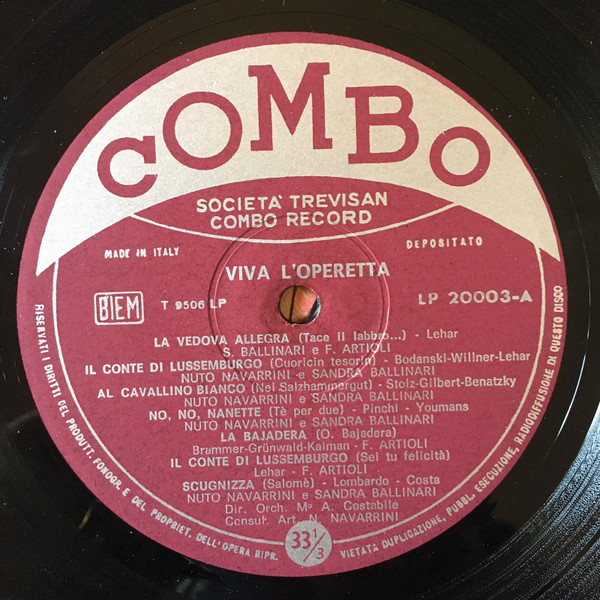 COMBO
SOCIETA' TREVISAN
COMBO RECORD
MADE IN ITALY
DEPOSITATO
VIVA L'OPERETTA
BIEM
T 9506 LP
LP 20003-A
LA VEDOVA ALLEGRA (Tace il labbro...) - Lehar
S. BALLINARI e F. ARTIOLI
IL CONTE DI LUSSEMBURGO (Cuoricin tesorin) - Bodanski-Willner-Lehar
NUTO NAVARRINI e SANDRA BALLINARI
AL CAVALLINO BIANCO (Nel Salzhammergut) - Stolz-Gilbert-Benatzky
NUTO NAVARRINI e SANDRA BALLINARI
NO, NO, NANETTE (Tè per due) - Pinchi - Youmans
NUTO NAVARRINI e SANDRA BALLINARI
LA BAJADERA (O. Bajadera)
Brammer-Grünwald-Kalman - F. ARTIOLI
IL CONTE DI LUSSEMBURGO (Sei tu felicità)
Lehar - F. ARTIOLI
SCUGNIZZA (Salomè) - Lombardo - Costa
NUTO NAVARRINI e SANDRA BALLINARI
Dir. Orch. Mº A. Costabile
Consul. Art. N. NAVARRINI
33 1/3
RISERVATI I DIRITTI DEL PRODUTT. FONOGR. E DEL PROPRIET. DELL'OPERA RIPR.
VIETATA DUPLICAZIONE, PUBBL. ESECUZIONE, RADIODIFFUSIONE DI QUESTO DISCO